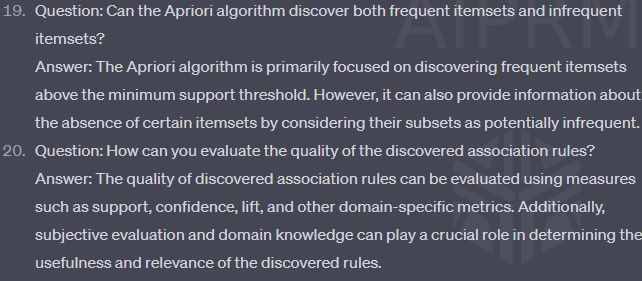 19. Question: Can the Apriori algorithm discover both frequent itemsets and infrequent
itemsets?
Answer: The Apriori algorithm is primarily focused on discovering frequent itemsets
above the minimum support threshold. However, it can also provide information about
the absence of certain itemsets by considering their subsets as potentially infrequent.
20. Question: How can you evaluate the quality of the discovered association rules?
Answer: The quality of discovered association rules can be evaluated using measures
such as support, confidence, lift, and other domain-specific metrics. Additionally,
subjective evaluation and domain knowledge can play a crucial role in determining the
usefulness and relevance of the discovered rules.
AIPRM